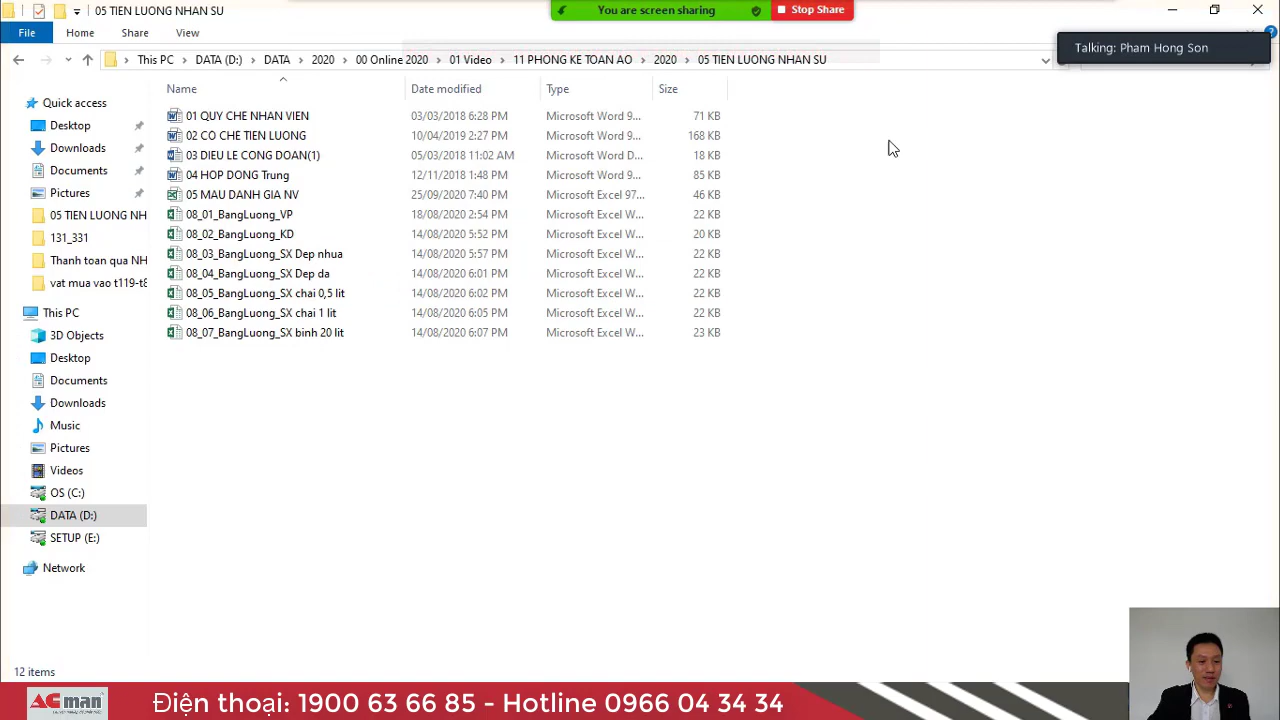 05 TIEN LUONG NHAN SU
You are screen sharing
Stop Share
File
Home
Share
View
Talking: Pham Hong Son
This PC
DATA (D:)
DATA
2020
00 Online 2020
01 Video
11 PHONG KE TOAN AO
2020
05 TIEN LUONG NHAN SU
Name
Date modified
Type
Size
Quick access
Desktop
Downloads
Documents
Pictures
05 TIEN LUONG NH
131_331
Thanh toan qua NH
vat mua vao t119-t8
This PC
3D Objects
Desktop
Documents
Downloads
Music
Pictures
Videos
OS (C:)
DATA (D:)
SETUP (E:)
Network
01 QUY CHE NHAN VIEN 03/03/2018 6:28 PM Microsoft Word 9... 71 KB
02 CƠ CHE TIEN LUONG 10/04/2019 2:27 PM Microsoft Word 9... 168 KB
03 DIEU LE CONG DOAN(1) 05/03/2018 11:02 AM Microsoft Word D... 18 KB
04 HOP DONG Trung 12/11/2018 1:48 PM Microsoft Word 9... 85 KB
05 MAU DANH GIA NV 25/09/2020 7:40 PM Microsoft Excel 97... 46 KB
08_01_BangLuong_VP 18/08/2020 2:54 PM Microsoft Excel W... 22 KB
08_02_BangLuong_KD 14/08/2020 5:52 PM Microsoft Excel W... 20 KB
08_03_BangLuong_SX Dep nhua 14/08/2020 5:57 PM Microsoft Excel W... 22 KB
08_04_BangLuong_SX Dep da 14/08/2020 6:01 PM Microsoft Excel W... 22 KB
08_05_BangLuong_SX chai 0,5 lit 14/08/2020 6:02 PM Microsoft Excel W... 22 KB
08_06_BangLuong_SX chai 1 lit 14/08/2020 6:05 PM Microsoft Excel W... 22 KB
08_07_BangLuong_SX binh 20 lit 14/08/2020 6:07 PM Microsoft Excel W... 23 KB
12 items
ACman
Điện thoại: 1900 63 66 85 - Hotline 0966 04 34 34